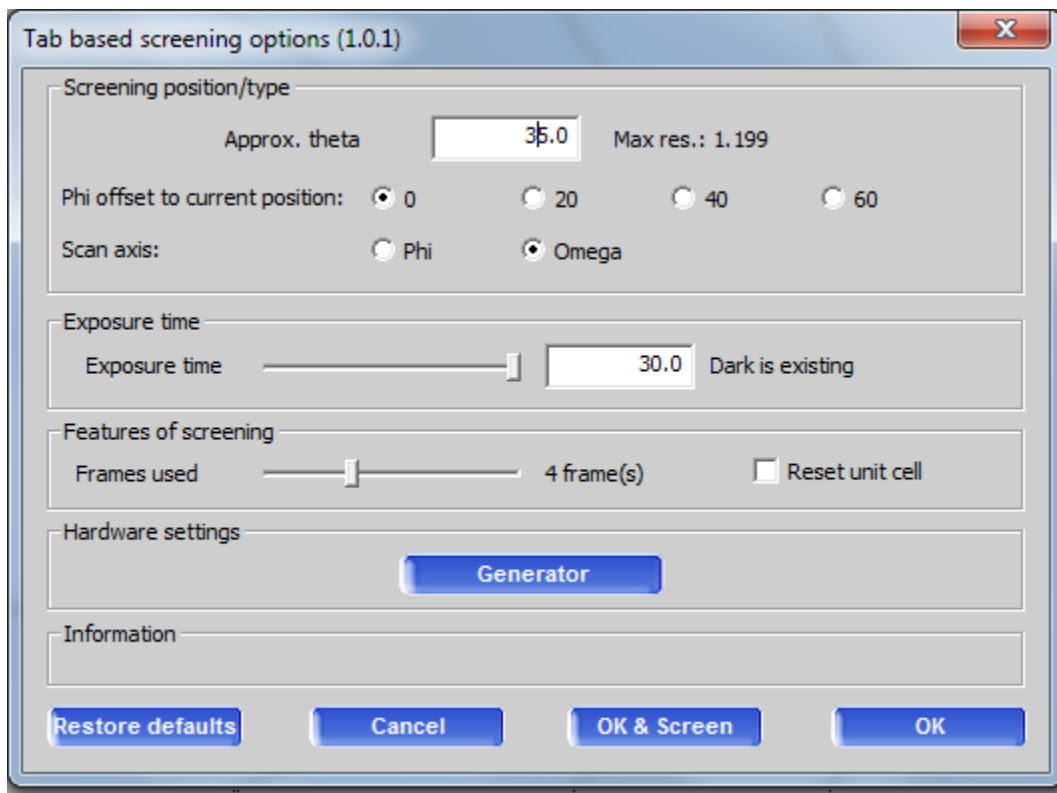 Tab based screening options (1.0.1)
Screening position/type
Approx. theta 35.0 Max res.: 1.199
Phi offset to current position: 0 20 40 60
Scan axis: Phi Omega
Exposure time
Exposure time 30.0 Dark is existing
Features of screening
Frames used 4 frame(s) Reset unit cell
Hardware settings
Generator
Information
Restore defaults Cancel OK & Screen OK